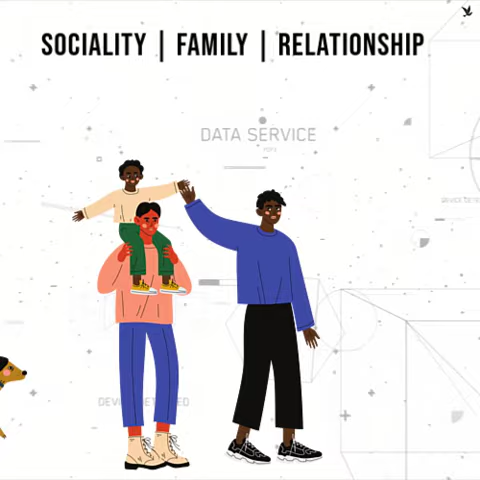 SOCIALITY | FAMILY | RELATIONSHIP
DATA SERVICE